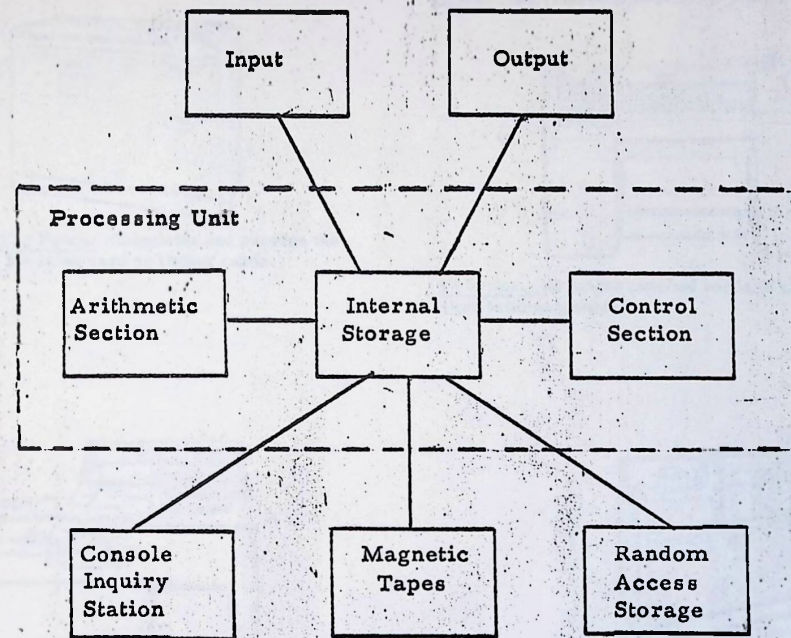 Input
Output
Processing Unit
Arithmetic
Section
Internal
Storage
Control
Section
Console
Inquiry
Station
Magnetic
Tapes
Random
Access
Storage